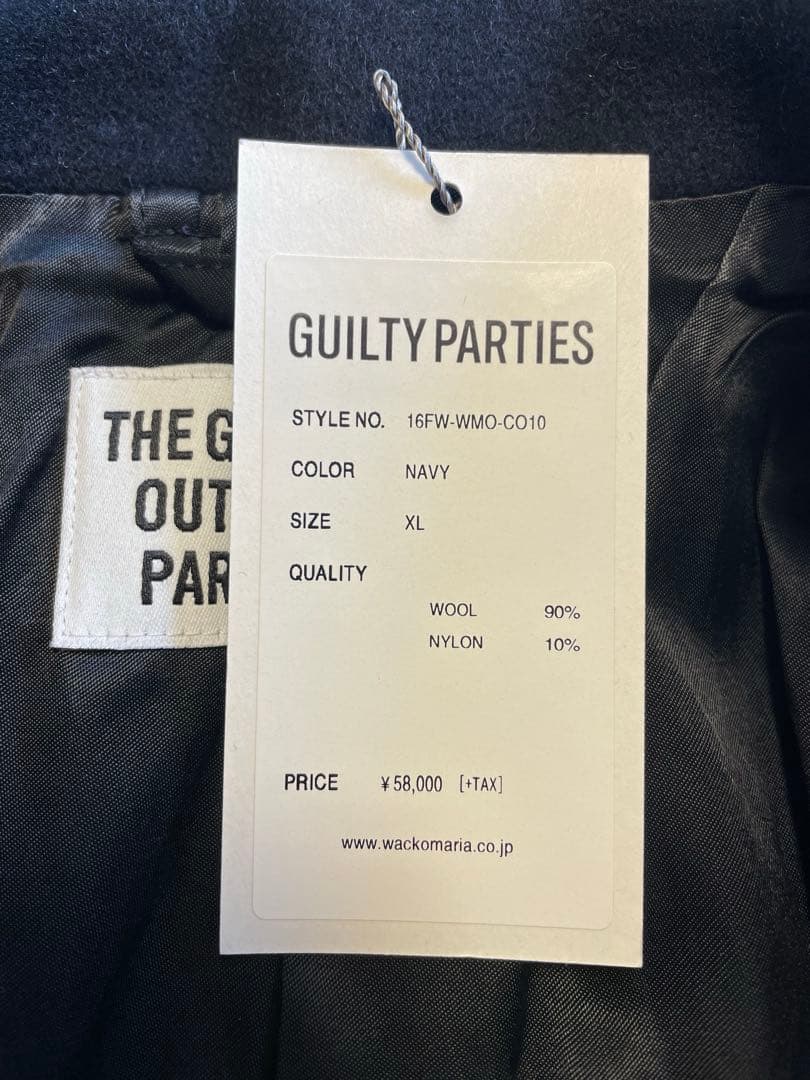 GUILTY PARTIES
STYLE NO. 16FW-WMO-CO10
COLOR NAVY
SIZE XL
QUALITY
WOOL 90%
NYLON 10%
PRICE ¥58,000 [+TAX]
www.wackomaria.co.jp
THE G
OUT
PAR